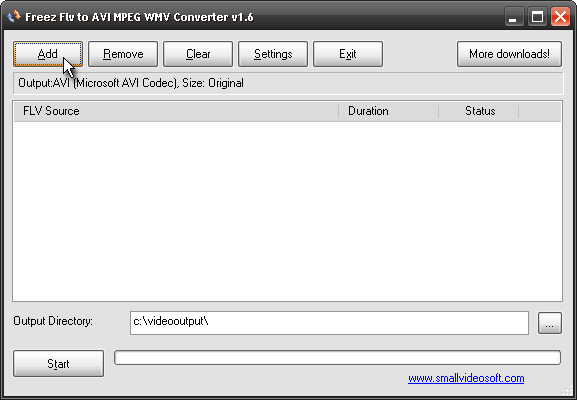 Freez Flv to AVI MPEG WMV Converter v1.6
Add Remove Clear Settings Exit More downloads!
Output:AVI (Microsoft AVI Codec), Size: Original
FLV Source Duration Status
Output Directory: c:\videooutput\ ...
Start
www.smallvideosoft.com